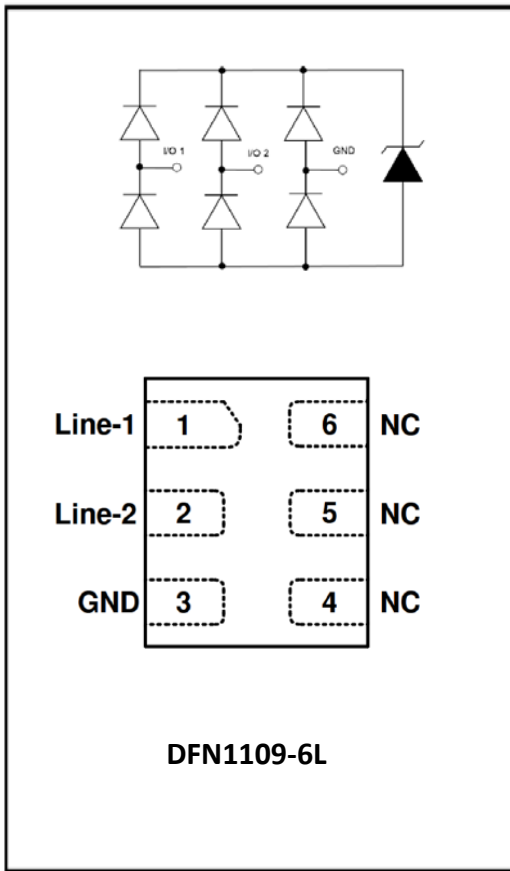 I/O 1 I/O 2 GND
Line-1 1 6 NC
Line-2 2 5 NC
GND 3 4 NC
DFN1109-6L